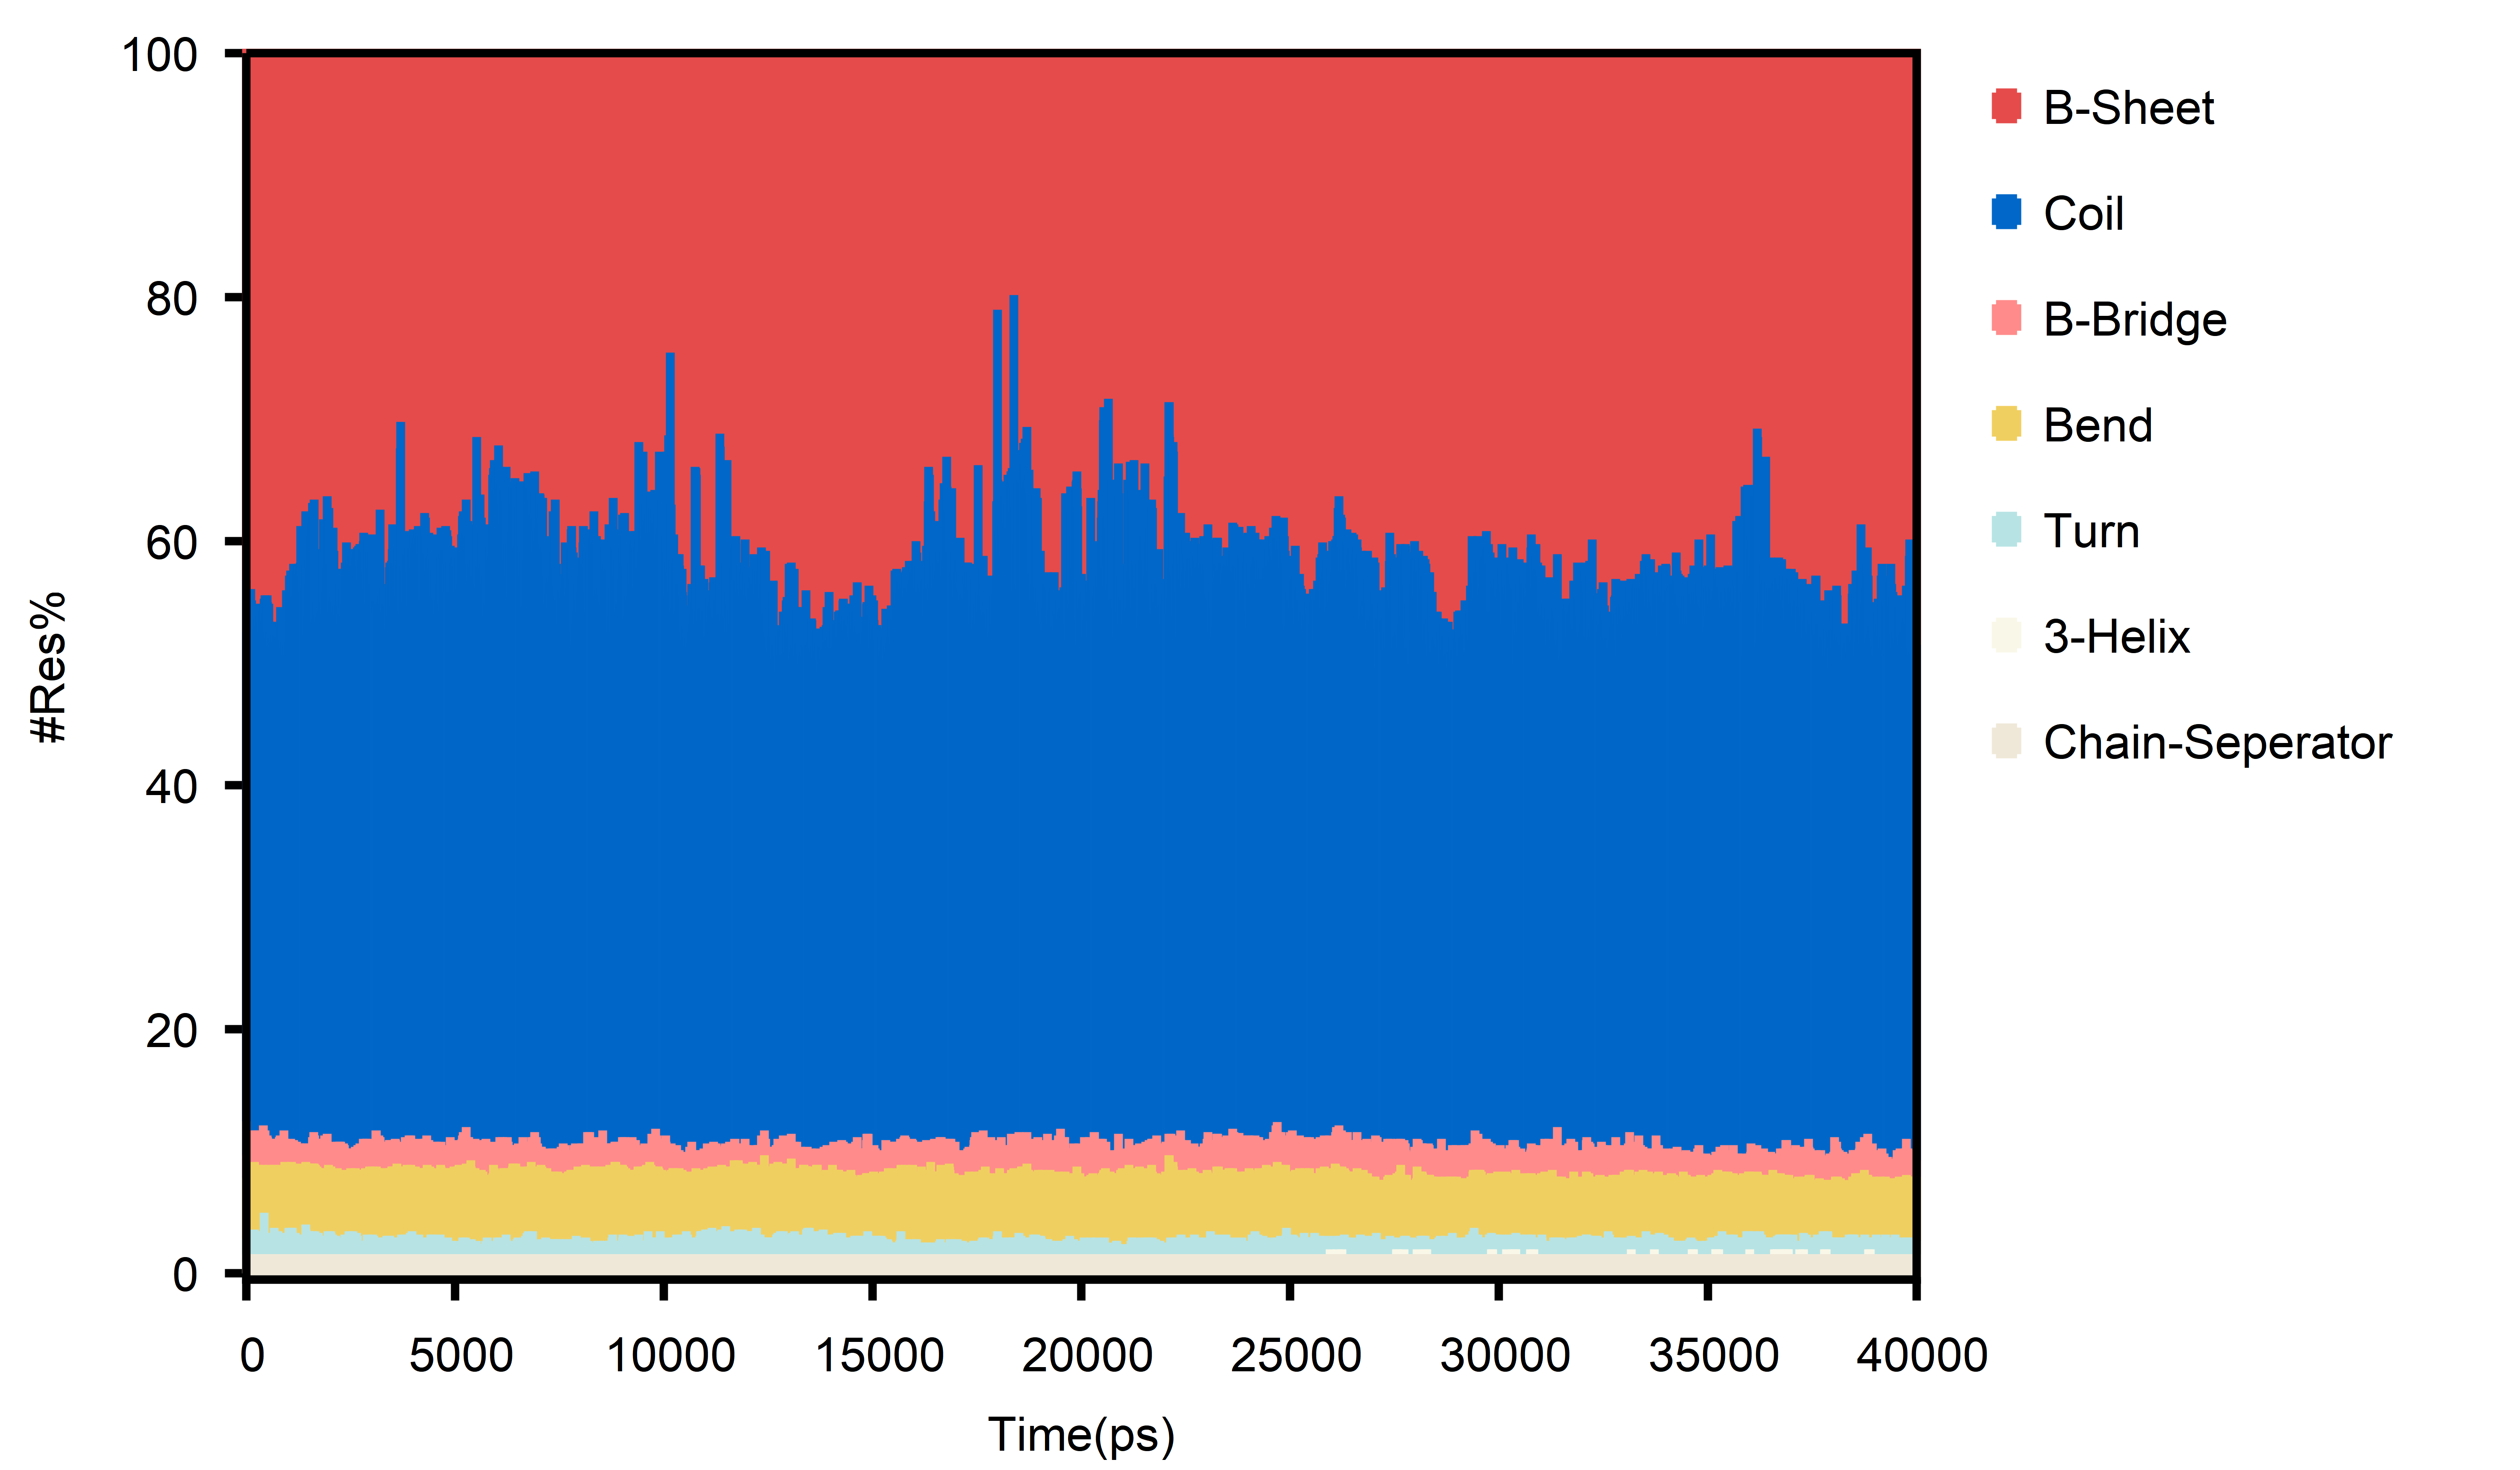 100
80
60
40
20
0
#Res%
0 5000 10000 15000 20000 25000 30000 35000 40000
Time(ps)
B-Sheet
Coil
B-Bridge
Bend
Turn
3-Helix
Chain-Seperator